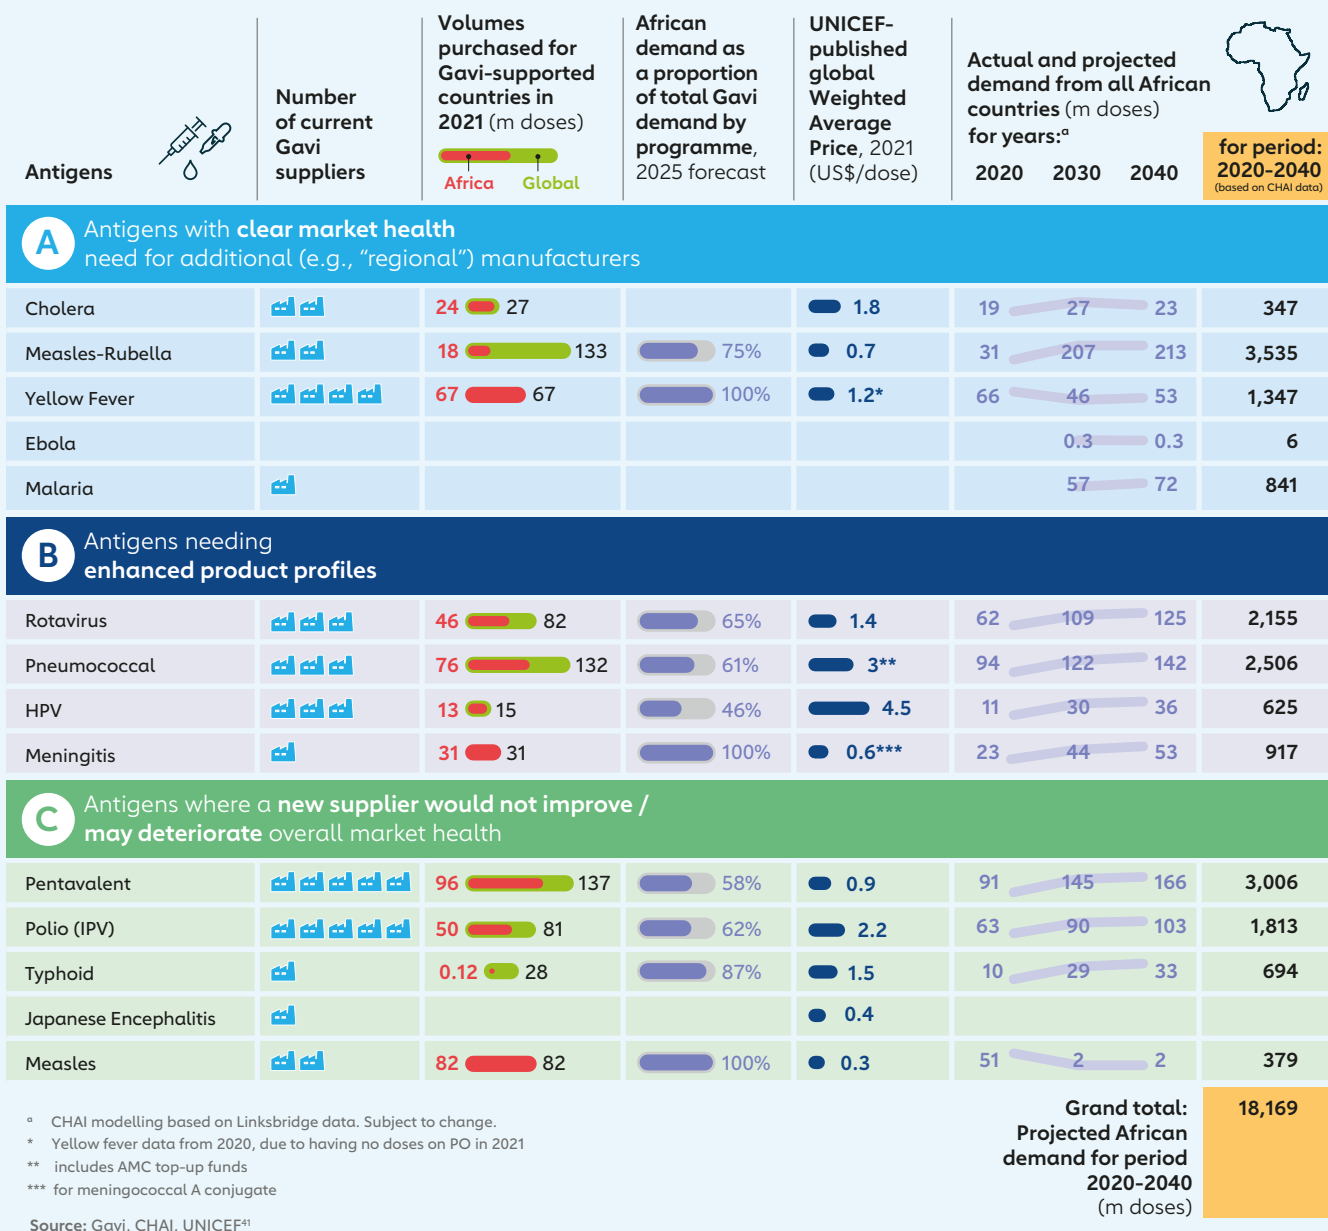 Antigens
Number
of current
Gavi
suppliers
Volumes
purchased for
Gavi-supported
countries in
2021 (m doses)
Africa Global
African
demand as
a proportion
of total Gavi
demand by
programme,
2025 forecast
UNICEF-
published
global
Weighted
Average
Price, 2021
(US$/dose)
Actual and projected
demand from all African
countries (m doses)
for years:ᵃ
2020 2030 2040
for period:
2020-2040
(based on CHAI data)
A
Antigens with clear market health
need for additional (e.g., “regional”) manufacturers
Cholera 24 27 1.8 19 27 23 347
Measles-Rubella 18 133 75% 0.7 31 207 213 3,535
Yellow Fever 67 67 100% 1.2* 66 46 53 1,347
Ebola 0.3 0.3 6
Malaria 57 72 841
B
Antigens needing
enhanced product profiles
Rotavirus 46 82 65% 1.4 62 109 125 2,155
Pneumococcal 76 132 61% 3** 94 122 142 2,506
HPV 13 15 46% 4.5 11 30 36 625
Meningitis 31 31 100% 0.6*** 23 44 53 917
C
Antigens where a new supplier would not improve /
may deteriorate overall market health
Pentavalent 96 137 58% 0.9 91 145 166 3,006
Polio (IPV) 50 81 62% 2.2 63 90 103 1,813
Typhoid 0.12 28 87% 1.5 10 29 33 694
Japanese Encephalitis 0.4
Measles 82 82 100% 0.3 51 2 2 379
Grand total:
Projected African
demand for period
2020-2040
(m doses)
18,169
ᵃ CHAI modelling based on Linksbridge data. Subject to change.
* Yellow fever data from 2020, due to having no doses on PO in 2021
** includes AMC top-up funds
*** for meningococcal A conjugate
Source: Gavi, CHAI, UNICEF⁴¹